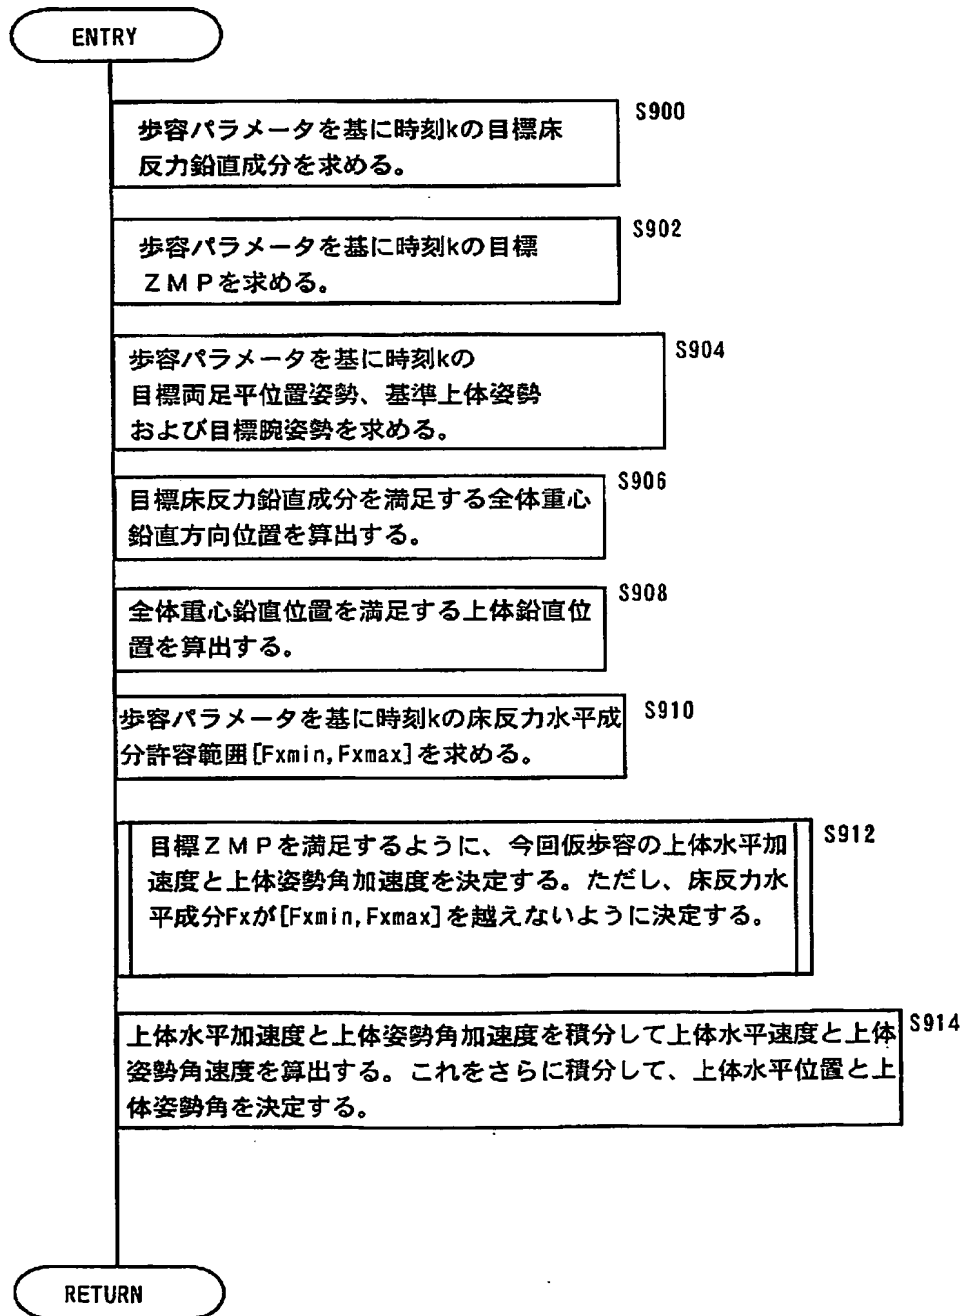 ENTRY
S900
歩容パラメータを基に時刻kの目標床
反力鉛直成分を求める。
S902
歩容パラメータを基に時刻kの目標
ＺＭＰを求める。
S904
歩容パラメータを基に時刻kの
目標両足平位置姿勢、基準上体姿勢
および目標腕姿勢を求める。
S906
目標床反力鉛直成分を満足する全体重心
鉛直方向位置を算出する。
S908
全体重心鉛直位置を満足する上体鉛直位
置を算出する。
S910
歩容パラメータを基に時刻kの床反力水平成
分許容範囲[Fxmin,Fxmax]を求める。
S912
目標ＺＭＰを満足するように、今回仮歩容の上体水平加
速度と上体姿勢角加速度を決定する。ただし、床反力水
平成分Fxが[Fxmin,Fxmax]を越えないように決定する。
S914
上体水平加速度と上体姿勢角加速度を積分して上体水平速度と上体
姿勢角速度を算出する。これをさらに積分して、上体水平位置と上
体姿勢角を決定する。
RETURN